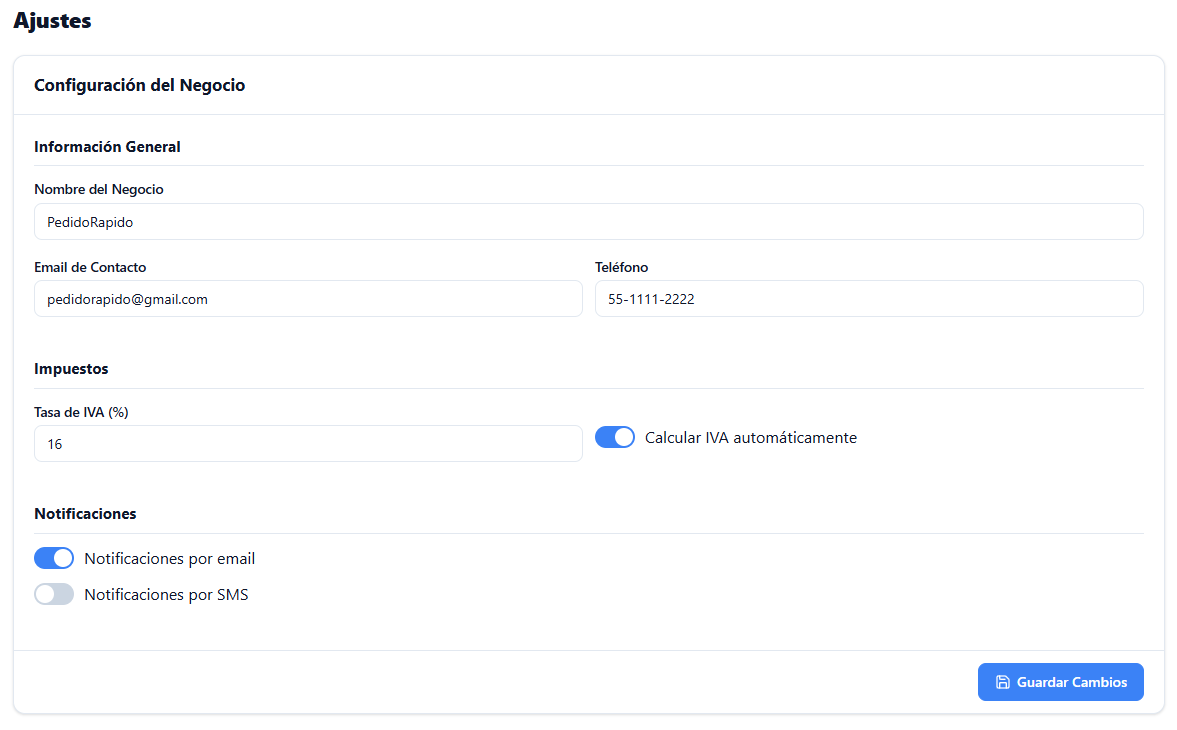 Ajustes
Configuración del Negocio
Información General
Nombre del Negocio
PedidoRapido
Email de Contacto
Teléfono
pedidorapido@gmail.com
55-1111-2222
Impuestos
Tasa de IVA (%)
16
Calcular IVA automáticamente
Notificaciones
Notificaciones por email
Notificaciones por SMS
Guardar Cambios